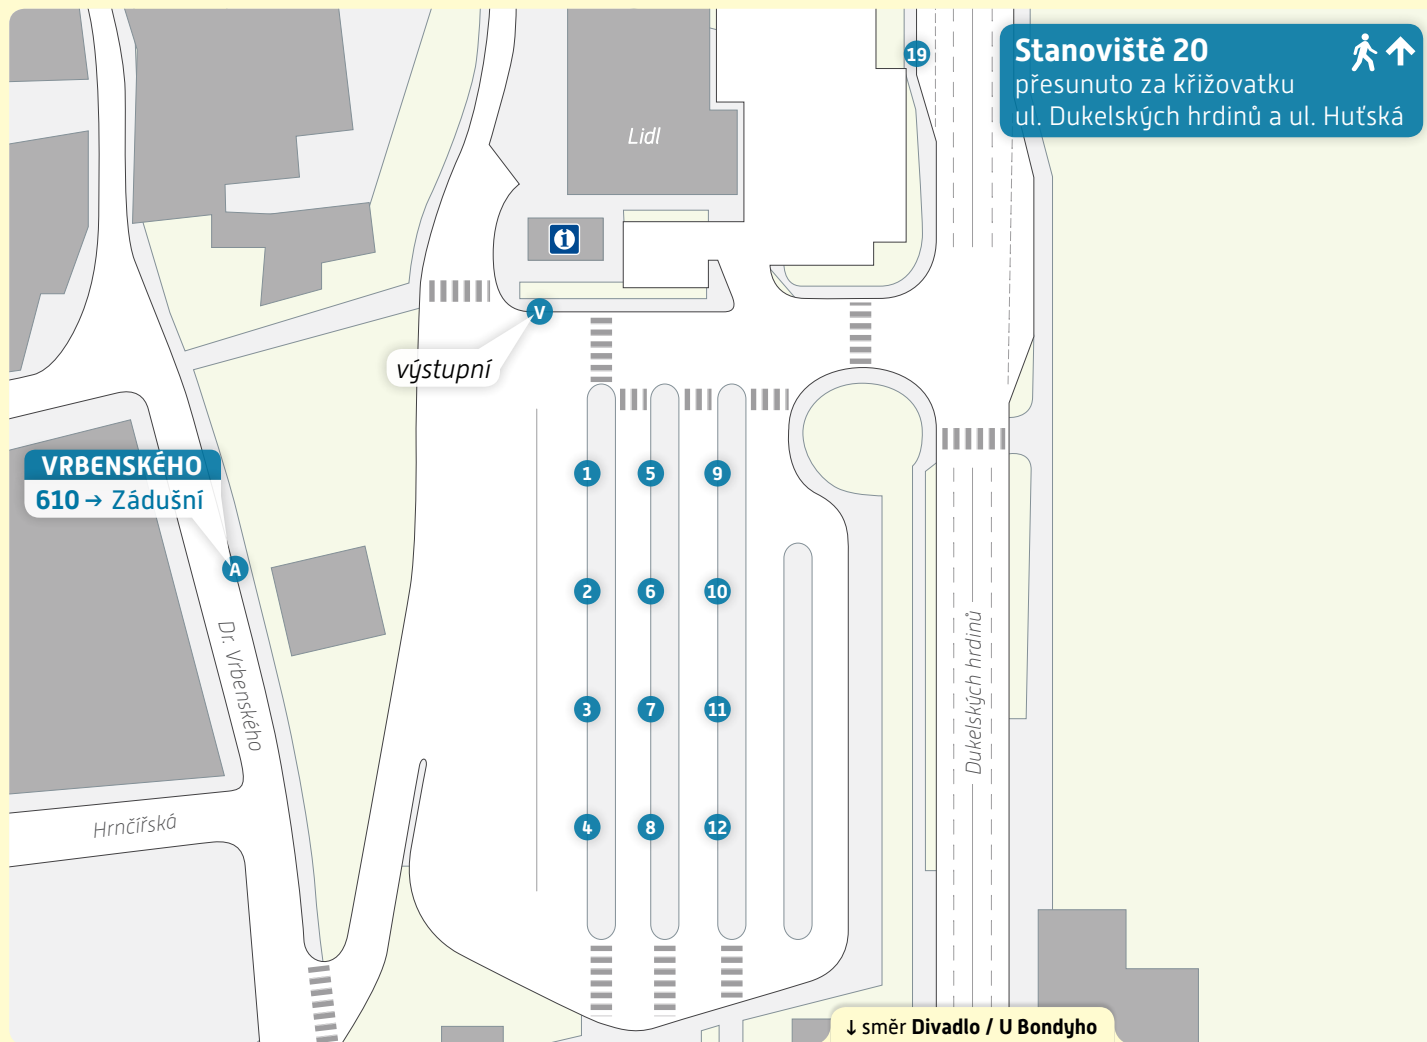 19
Stanoviště 20
přesunuto za křižovatku
ul. Dukelských hrdinů a ul. Huťská
Lidl
i
V
výstupní
VRBENSKÉHO
610 → Zádušní
A
1
5
9
2
6
10
3
7
11
4
8
12
Dr. Vrbenského
Dukelských hrdinů
Hrnčířská
↓ směr Divadlo / U Bondyho